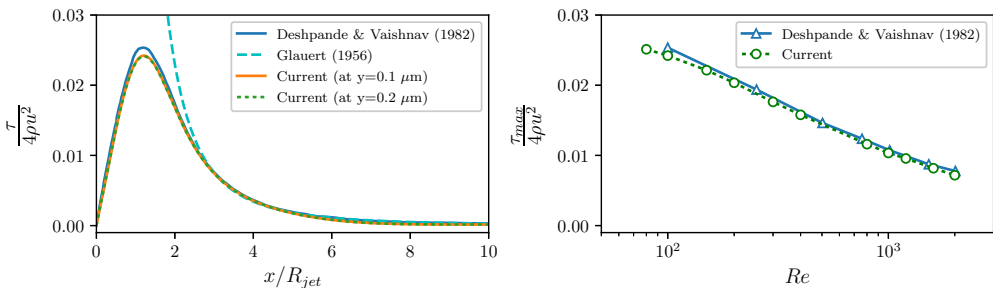 0.03
0.02
0.01
0.00
τ
4ρu²
Deshpande & Vaishnav (1982)
Glauert (1956)
Current (at y=0.1 μm)
Current (at y=0.2 μm)
0 2 4 6 8 10
x/R_jet
0.03
0.02
0.01
0.00
τ_max
4ρu²
Deshpande & Vaishnav (1982)
Current
10² 10³
Re